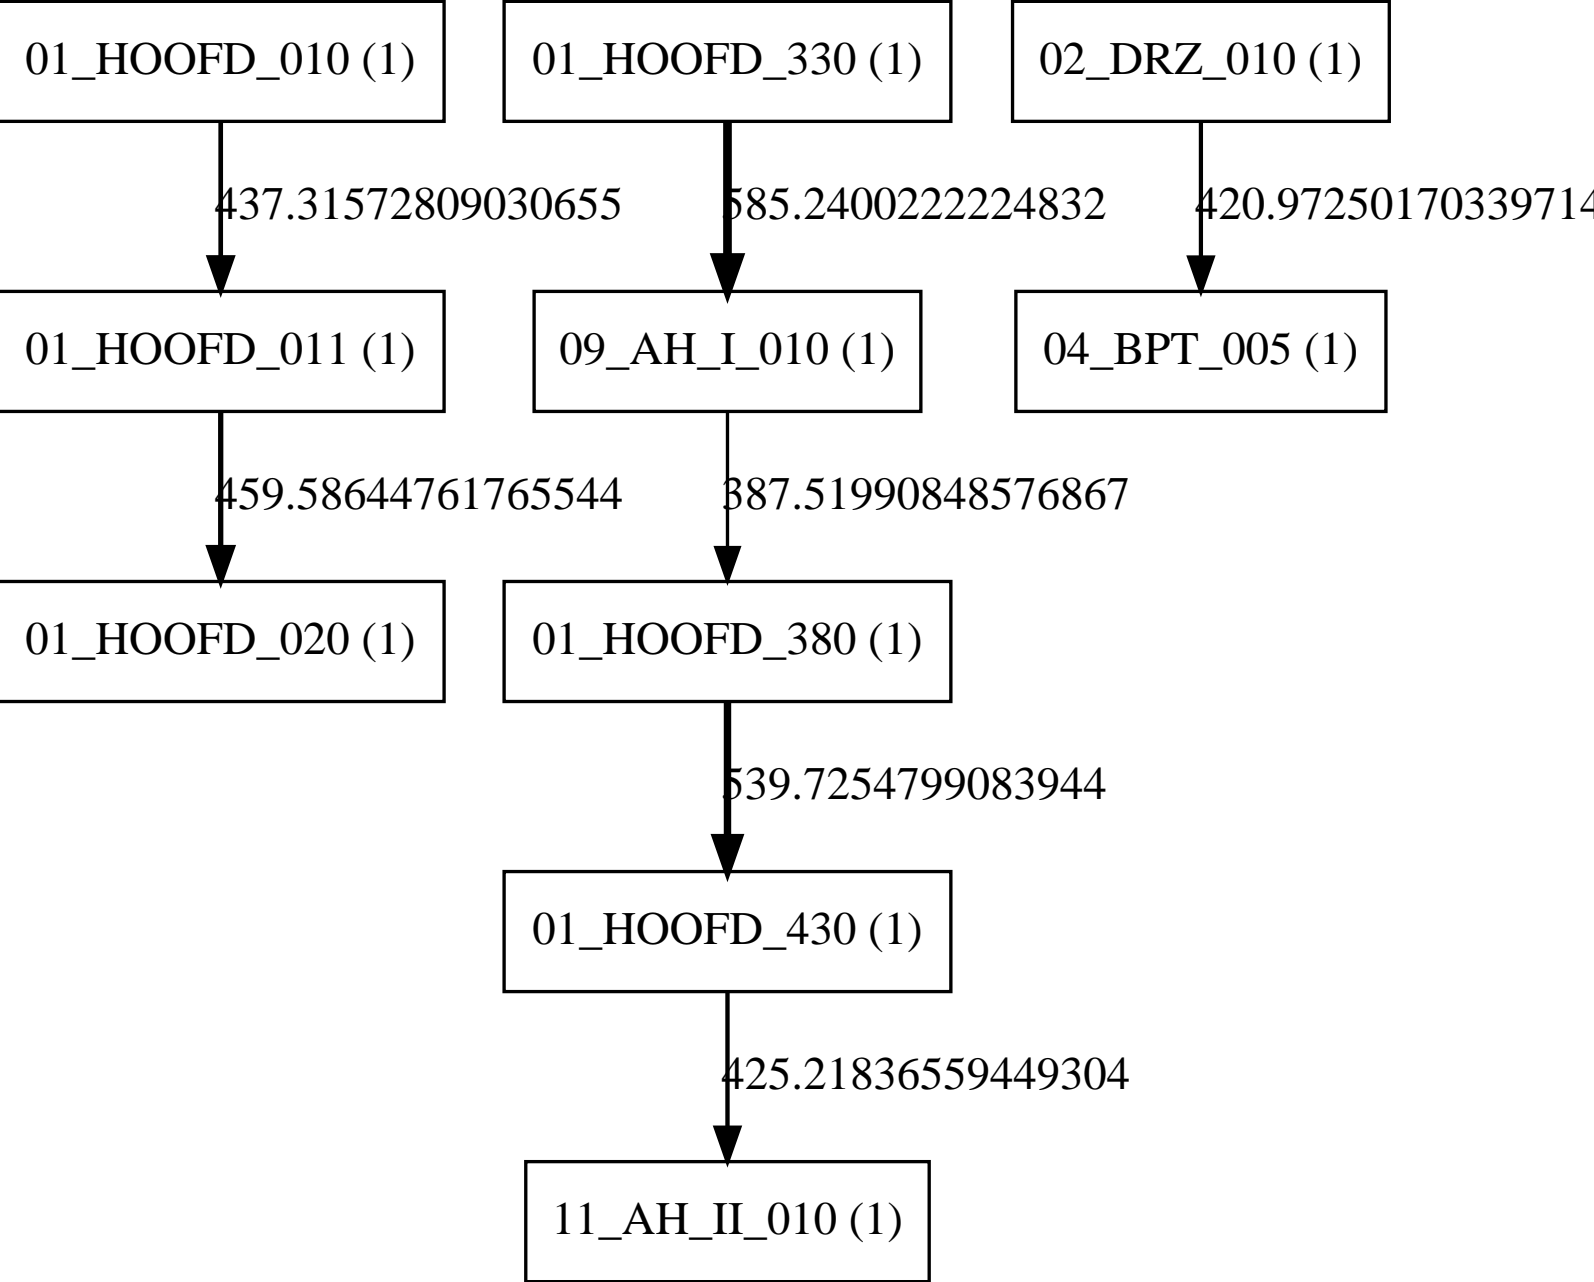 01_HOOFD_010 (1)
01_HOOFD_330 (1)
02_DRZ_010 (1)
437.31572809030655
585.2400222224832
420.97250170339714
01_HOOFD_011 (1)
09_AH_I_010 (1)
04_BPT_005 (1)
459.58644761765544
387.51990848576867
01_HOOFD_020 (1)
01_HOOFD_380 (1)
539.7254799083944
01_HOOFD_430 (1)
425.21836559449304
11_AH_II_010 (1)